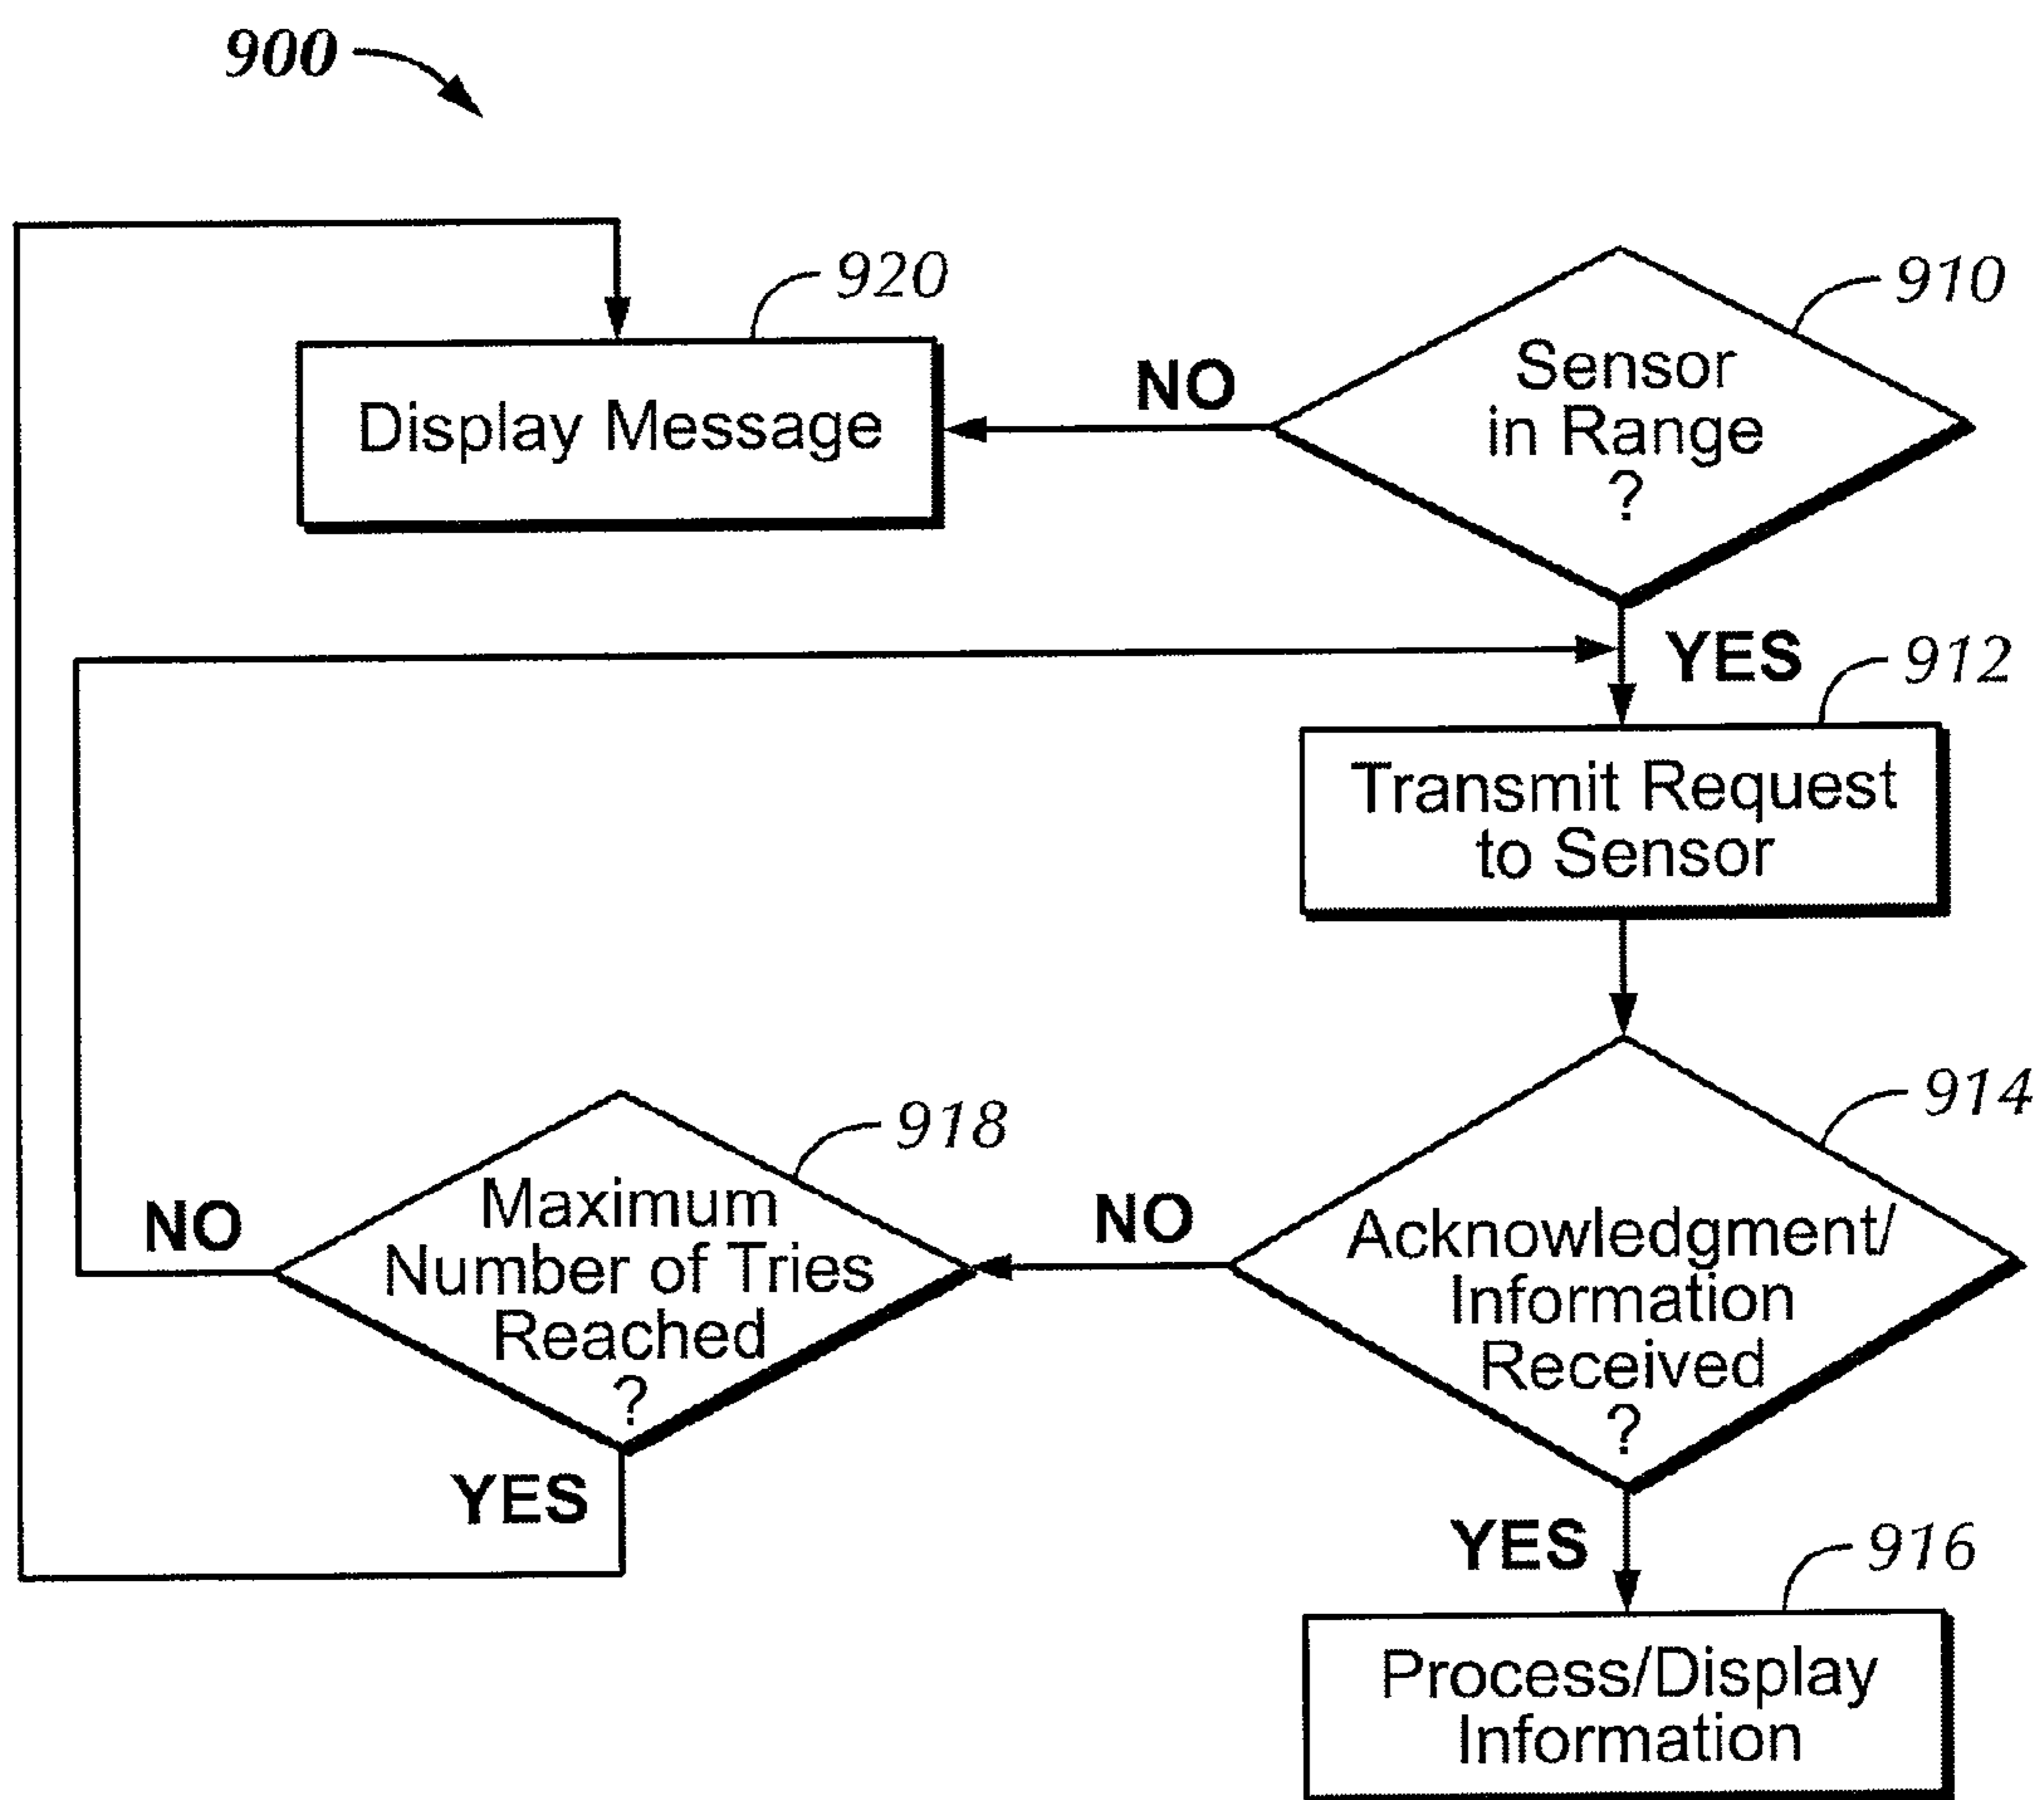 900
920
Display Message
NO
910
Sensor
in Range
?
YES
912
Transmit Request
to Sensor
914
Acknowledgment/
Information
Received
?
NO
918
Maximum
Number of Tries
Reached
?
NO
YES
YES
916
Process/Display
Information